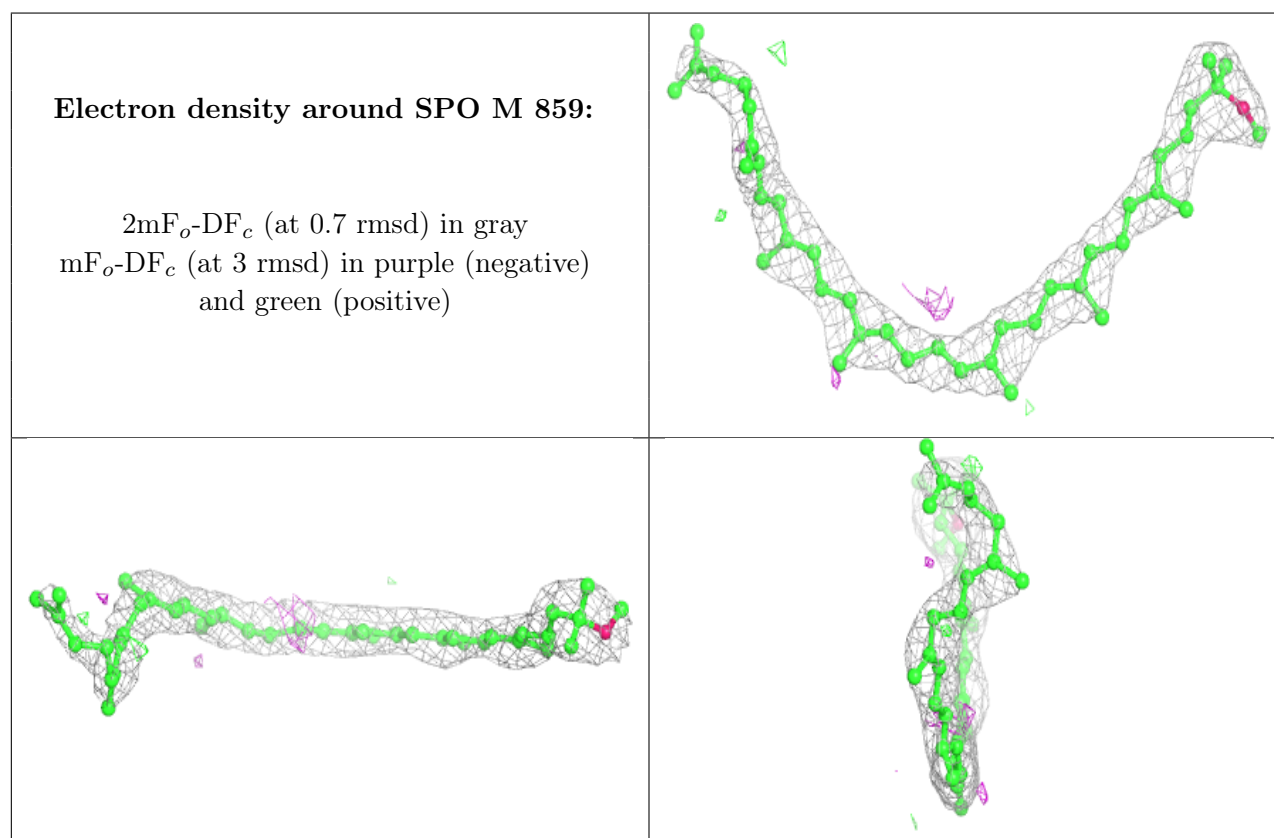 Electron density around SPO M 859:
2mFo-DFc (at 0.7 rmsd) in gray
mFo-DFc (at 3 rmsd) in purple (negative)
and green (positive)